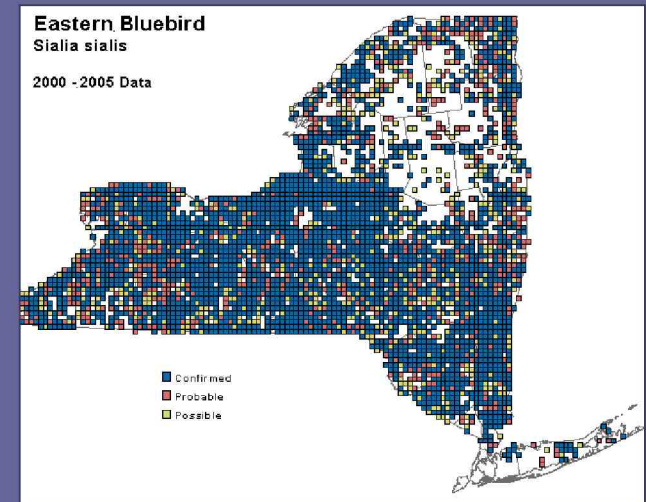 Eastern Bluebird
Sialia sialis
2000 - 2005 Data
Confirmed
Probable
Possible